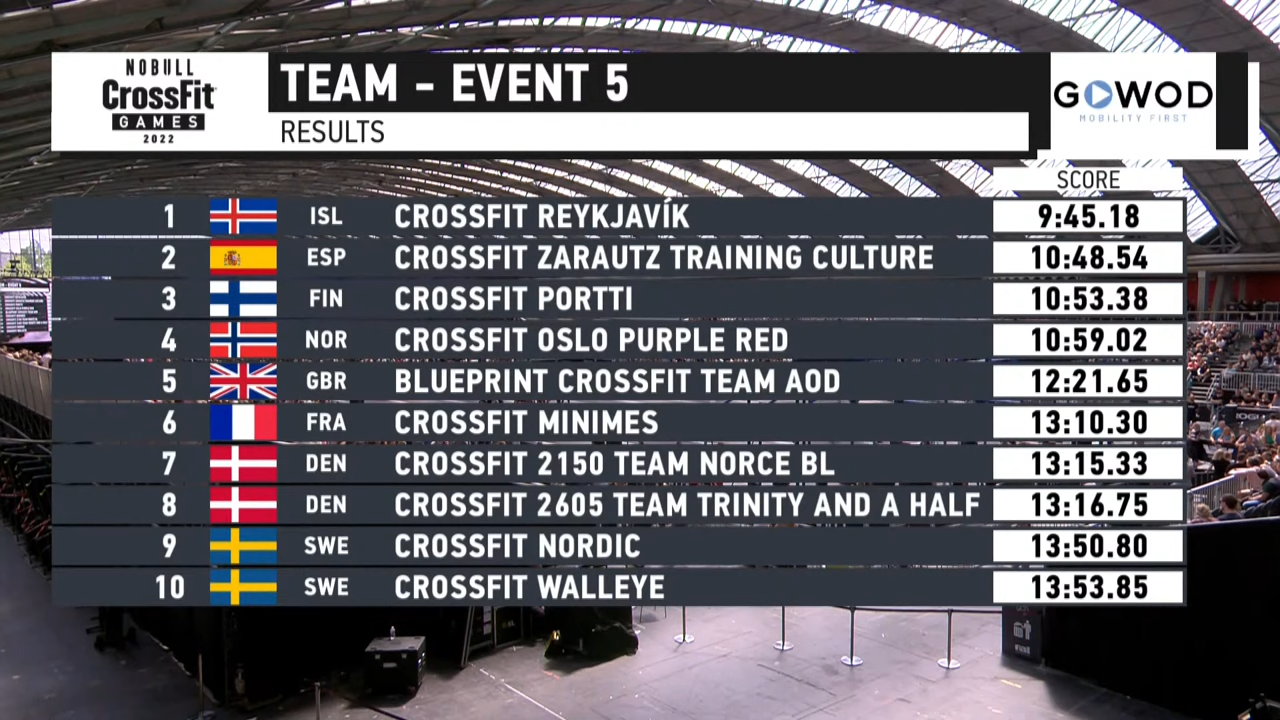 NOBULL
CrossFit
GAMES
2022
TEAM - EVENT 5
RESULTS
GOWOD
MOBILITY FIRST
SCORE
1 ISL CROSSFIT REYKJAVÍK 9:45.18
2 ESP CROSSFIT ZARAUTZ TRAINING CULTURE 10:48.54
3 FIN CROSSFIT PORTTI 10:53.38
4 NOR CROSSFIT OSLO PURPLE RED 10:59.02
5 GBR BLUEPRINT CROSSFIT TEAM AOD 12:21.65
6 FRA CROSSFIT MINIMES 13:10.30
7 DEN CROSSFIT 2150 TEAM NORCE BL 13:15.33
8 DEN CROSSFIT 2605 TEAM TRINITY AND A HALF 13:16.75
9 SWE CROSSFIT NORDIC 13:50.80
10 SWE CROSSFIT WALLEYE 13:53.85